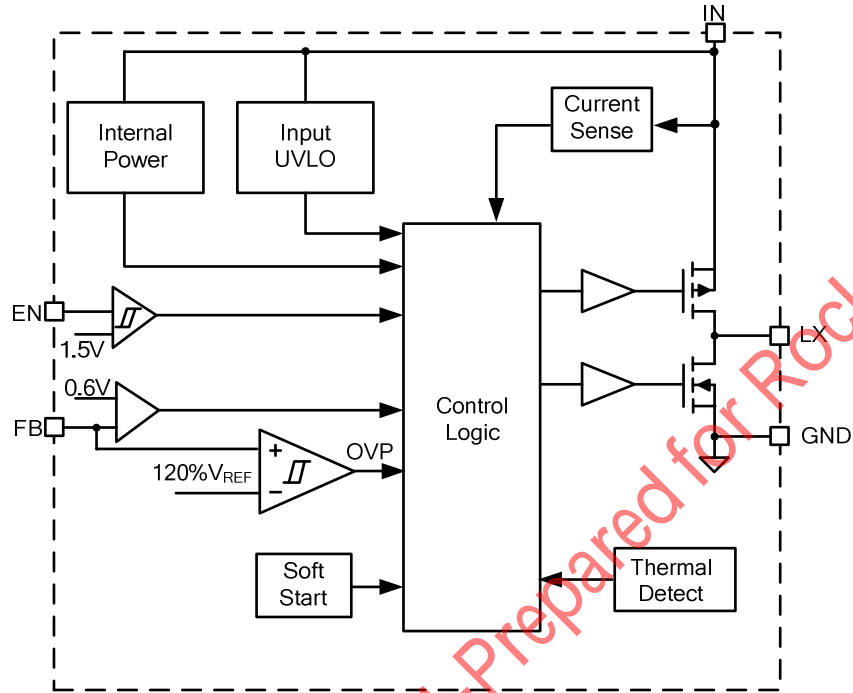 IN
Internal
Power
Input
UVLO
Current
Sense
EN
1.5V
LX
0.6V
FB
Control
Logic
GND
OVP
+
120%VREF
−
Soft
Start
Thermal
Detect
Prepared for